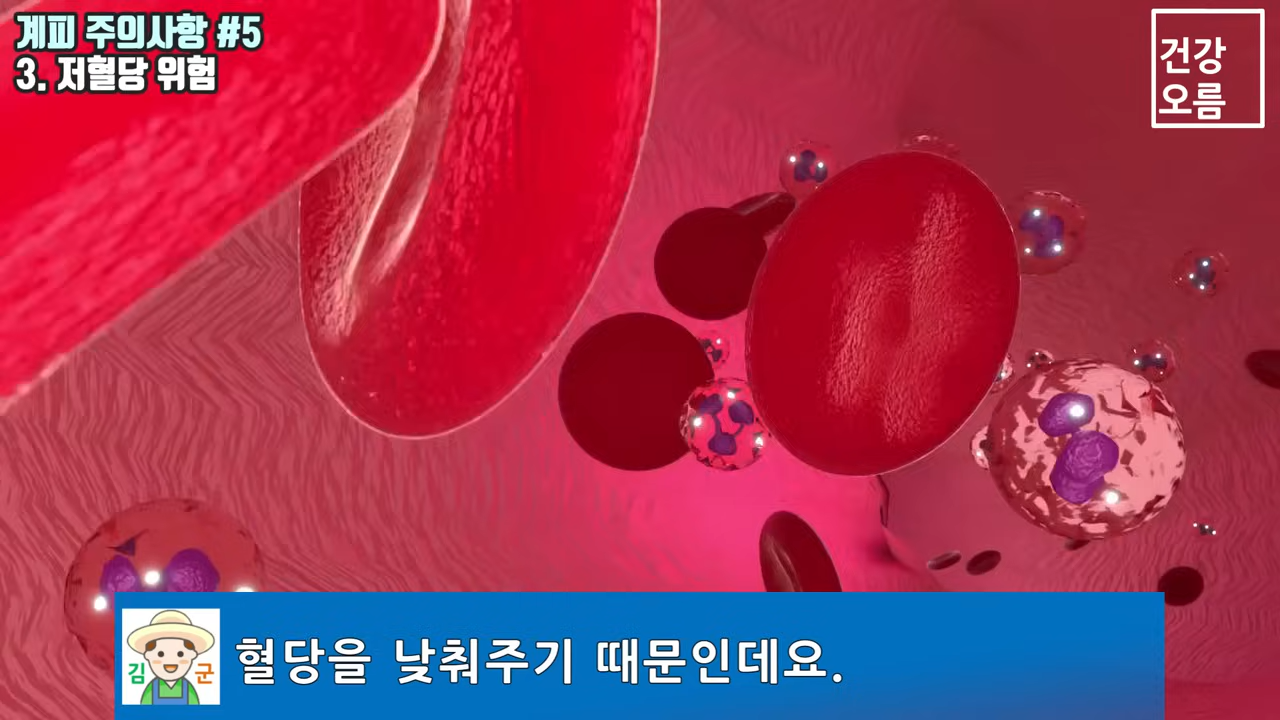 계피 주의사항 #5
3. 저혈당 위험
건강
오름
김 군
혈당을 낮춰주기 때문인데요.